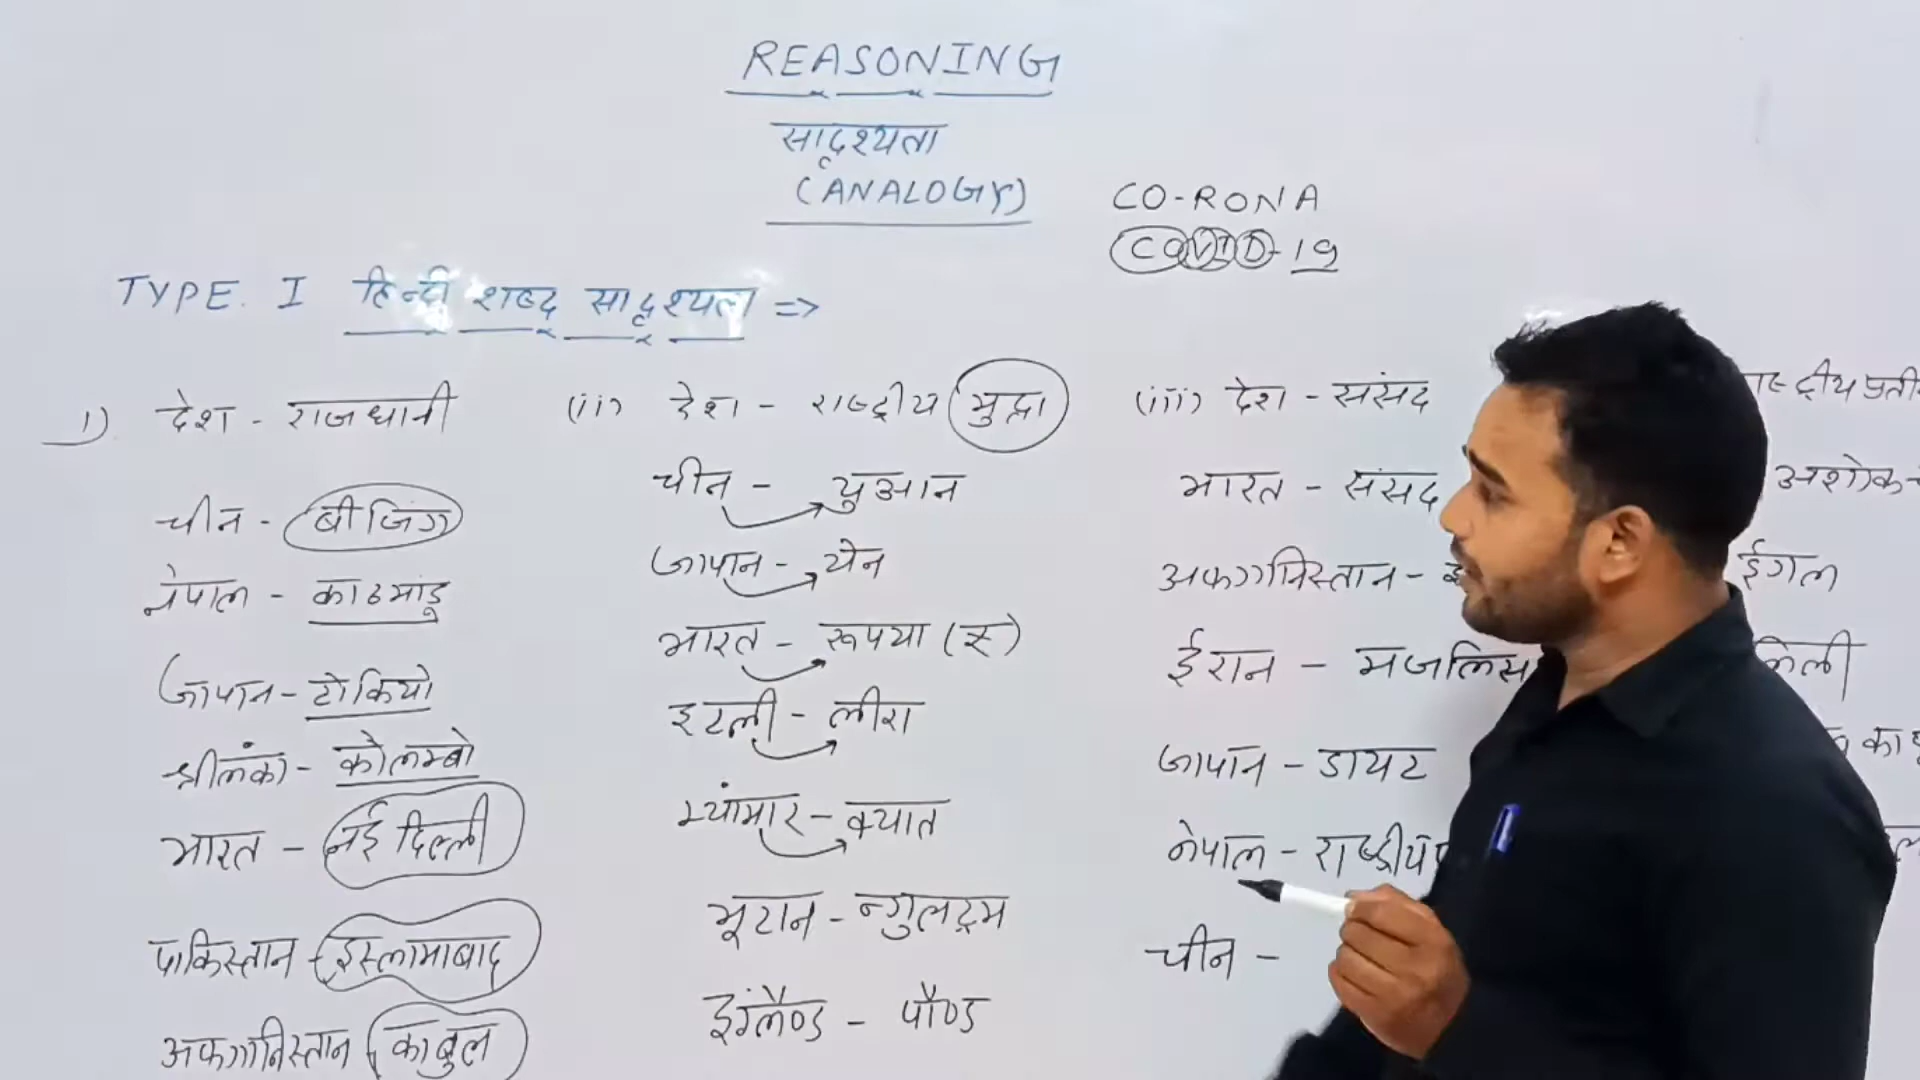 REASONING
सादृश्यता
(ANALOGY)
CO-RONA
COVID-19
TYPE. I हिन्दी शब्द सादृश्यता =>
1) देश - राजधानी
चीन - बीजिंग
नेपाल - काठमांडू
जापान - टोकियो
श्रीलंका - कोलम्बो
भारत - नई दिल्ली
पाकिस्तान - इस्लामाबाद
अफगानिस्तान काबुल
(ii) देश - राष्ट्रीय मुद्रा
चीन - युआन
जापान - येन
भारत - रूपया (₹)
इटली - लीरा
म्यांमार - क्यात
भूटान - न्गुलट्रम
इंग्लैण्ड - पौण्ड
(iii) देश - संसद
भारत - संसद
अफगानिस्तान -
ईरान - मजलिस
जापान - डायट
नेपाल - राष्ट्रीय
चीन -
ईगल